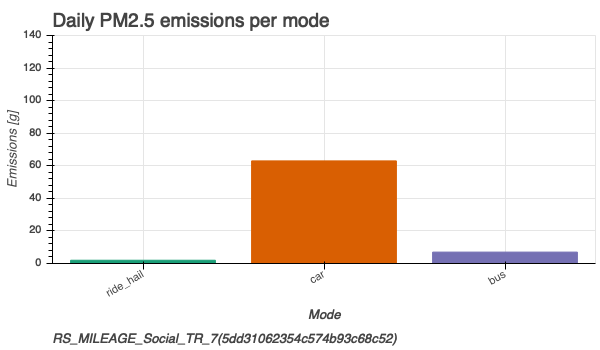 Daily PM2.5 emissions per mode
140
120
100
80
60
40
20
0
Emissions [g]
ride_hail
car
bus
Mode
RS_MILEAGE_Social_TR_7(5dd31062354c574b93c68c52)